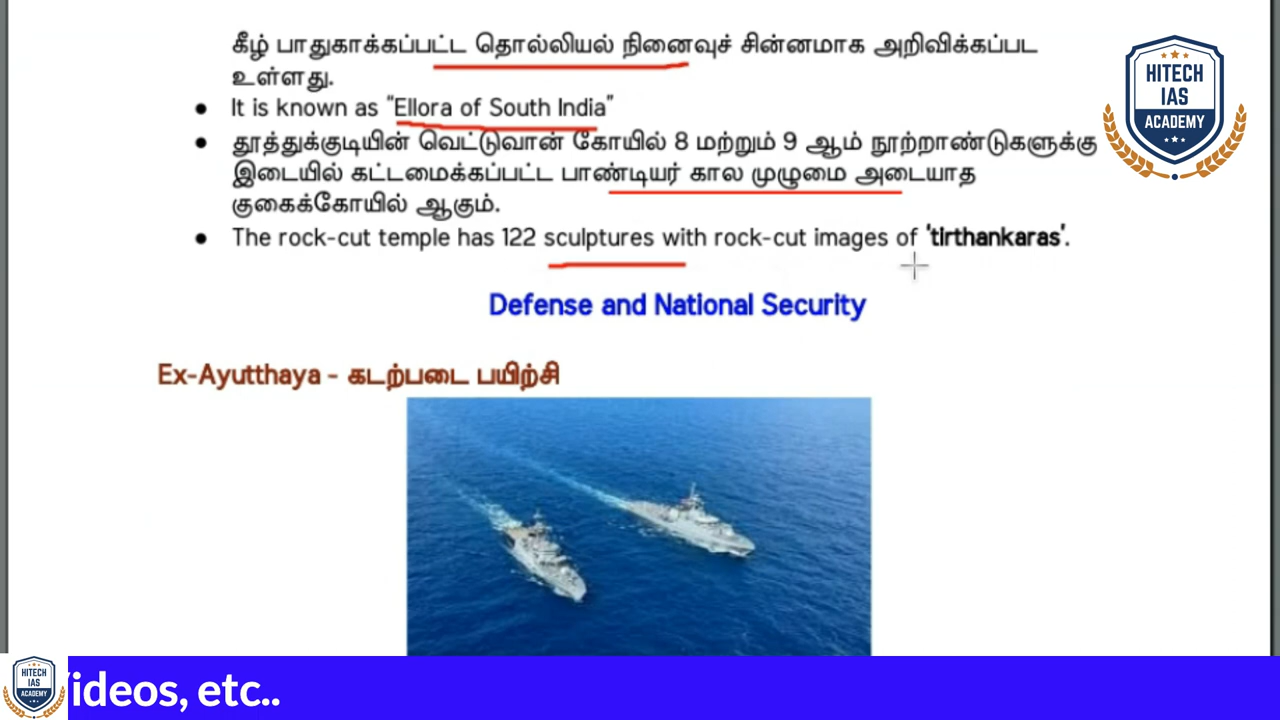 கீழ் பாதுகாக்கப்பட்ட தொல்லியல் நினைவுச் சின்னமாக அறிவிக்கப்பட
உள்ளது.
● It is known as “Ellora of South India”
● தூத்துக்குடியின் வெட்டுவான் கோயில் 8 மற்றும் 9 ஆம் நூற்றாண்டுகளுக்கு
இடையில் கட்டமைக்கப்பட்ட பாண்டியர் கால முழுமை அடையாத
குகைக்கோயில் ஆகும்.
● The rock-cut temple has 122 sculptures with rock-cut images of ‘tirthankaras’.
HITECH
IAS
ACADEMY
Defense and National Security
Ex-Ayutthaya - கடற்படை பயிற்சி
HITECH
IAS
ACADEMY
ideos, etc..